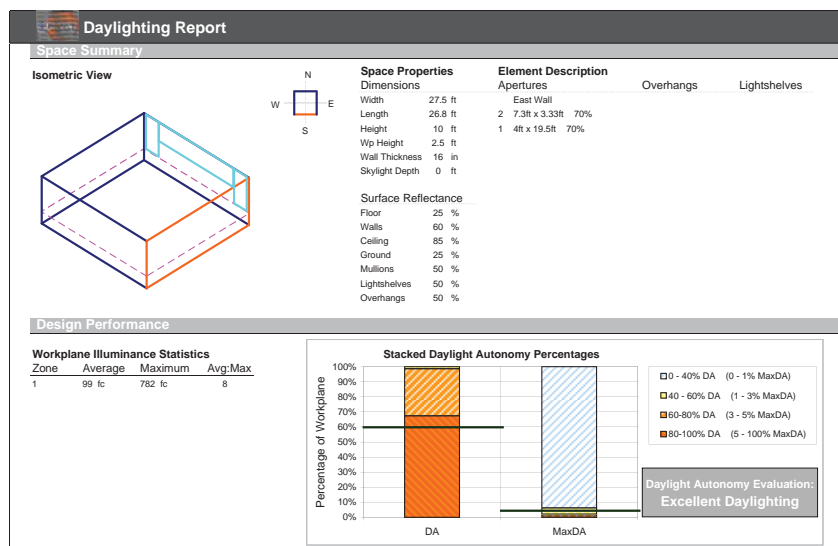 Daylighting Report
Space Summary
Isometric View
N
W E
S
Space Properties
Dimensions
Width 27.5 ft
Length 26.8 ft
Height 10 ft
Wp Height 2.5 ft
Wall Thickness 16 in
Skylight Depth 0 ft
Surface Reflectance
Floor 25 %
Walls 60 %
Ceiling 85 %
Ground 25 %
Mullions 50 %
Lightshelves 50 %
Overhangs 50 %
Element Description
Apertures Overhangs Lightshelves
East Wall
2 7.3ft x 3.33ft 70%
1 4ft x 19.5ft 70%
Design Performance
Workplane Illuminance Statistics
Zone Average Maximum Avg:Max
1 99 fc 782 fc 8
Stacked Daylight Autonomy Percentages
Percentage of Workplane
100%
90%
80%
70%
60%
50%
40%
30%
20%
10%
0%
DA MaxDA
0 - 40% DA (0 - 1% MaxDA)
40 - 60% DA (1 - 3% MaxDA)
60-80% DA (3 - 5% MaxDA)
80-100% DA (5 - 100% MaxDA)
Daylight Autonomy Evaluation:
Excellent Daylighting